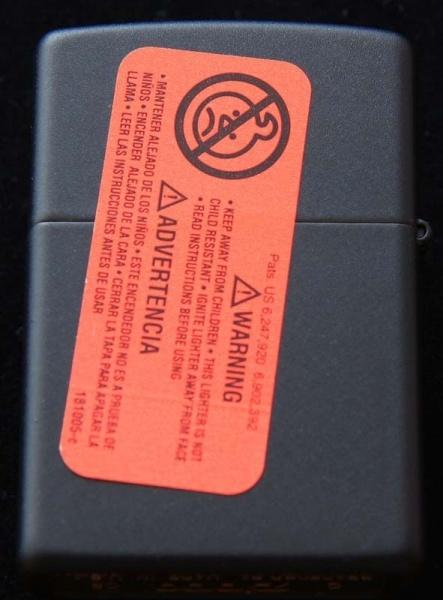 Pats. US 6,247,920 6,902,392
⚠ WARNING
• KEEP AWAY FROM CHILDREN • THIS LIGHTER IS NOT
CHILD RESISTANT • IGNITE LIGHTER AWAY FROM FACE
• READ INSTRUCTIONS BEFORE USING
⚠ ADVERTENCIA
• MANTENER ALEJADO DE LOS NIÑOS • ESTE ENCENDEDOR NO ES A PRUEBA DE
NIÑOS • ENCENDER ALEJADO DE LA CARA • CERRAR LA TAPA PARA APAGAR LA
LLAMA • LEER LAS INSTRUCCIONES ANTES DE USAR
181005-c